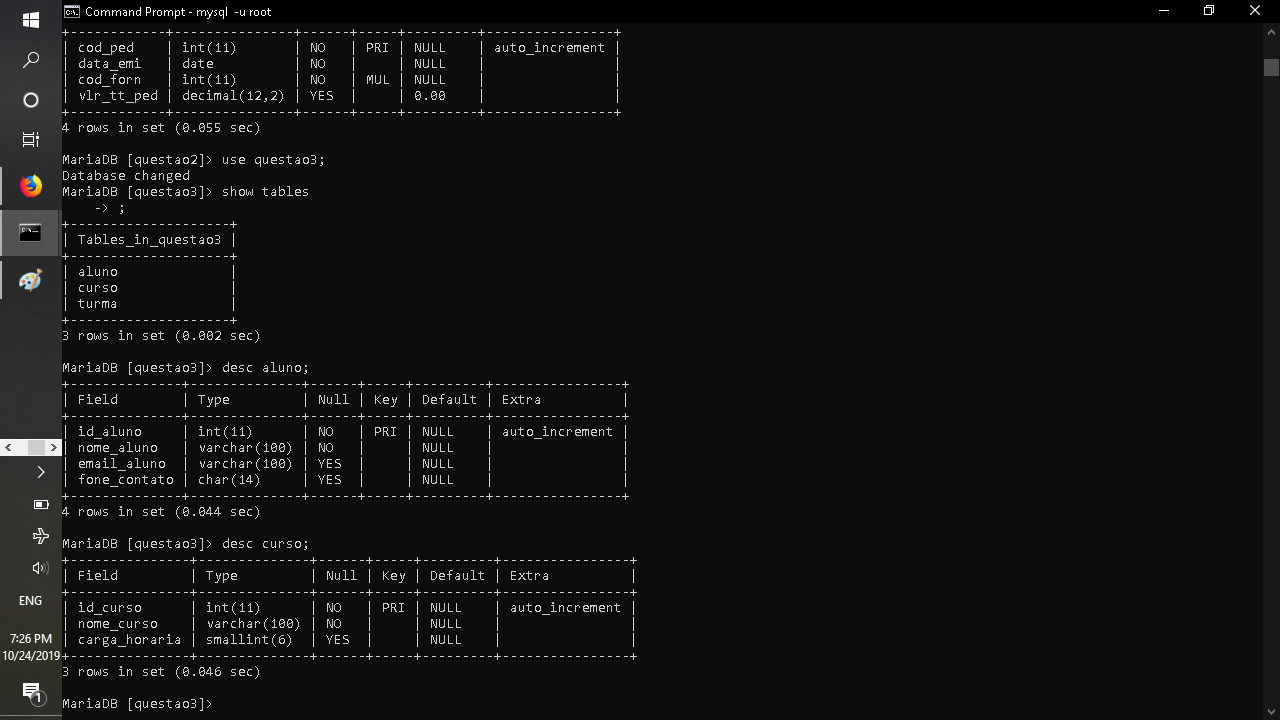 Command Prompt - mysql -u root
+------------+---------------+------+-----+---------+----------------+
| cod_ped    | int(11)       | NO   | PRI | NULL    | auto_increment |
| data_emi   | date          | NO   |     | NULL    |                |
| cod_forn   | int(11)       | NO   | MUL | NULL    |                |
| vlr_tt_ped | decimal(12,2) | YES  |     | 0.00    |                |
+------------+---------------+------+-----+---------+----------------+
4 rows in set (0.055 sec)
MariaDB [questao2]> use questao3;
Database changed
MariaDB [questao3]> show tables
    -> ;
+--------------------+
| Tables_in_questao3 |
+--------------------+
| aluno              |
| curso              |
| turma              |
+--------------------+
3 rows in set (0.002 sec)
MariaDB [questao3]> desc aluno;
+--------------+--------------+------+-----+---------+----------------+
| Field        | Type         | Null | Key | Default | Extra          |
+--------------+--------------+------+-----+---------+----------------+
| id_aluno     | int(11)      | NO   | PRI | NULL    | auto_increment |
| nome_aluno   | varchar(100) | NO   |     | NULL    |                |
| email_aluno  | varchar(100) | YES  |     | NULL    |                |
| fone_contato | char(14)     | YES  |     | NULL    |                |
+--------------+--------------+------+-----+---------+----------------+
4 rows in set (0.044 sec)
MariaDB [questao3]> desc curso;
+---------------+--------------+------+-----+---------+----------------+
| Field         | Type         | Null | Key | Default | Extra          |
+---------------+--------------+------+-----+---------+----------------+
| id_curso      | int(11)      | NO   | PRI | NULL    | auto_increment |
| nome_curso    | varchar(100) | NO   |     | NULL    |                |
| carga_horaria | smallint(6)  | YES  |     | NULL    |                |
+---------------+--------------+------+-----+---------+----------------+
3 rows in set (0.046 sec)
MariaDB [questao3]>
ENG
7:26 PM
10/24/2019
1